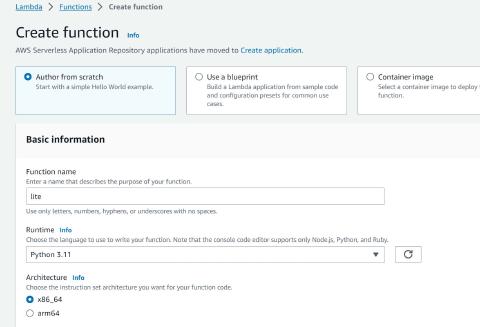 Lambda > Functions > Create function
Create function Info
AWS Serverless Application Repository applications have moved to Create application.
Author from scratch
Start with a simple Hello World example.
Use a blueprint
Build a Lambda application from sample code
and configuration presets for common use
cases.
Container image
Select a container image to deploy
function.
Basic information
Function name
Enter a name that describes the purpose of your function.
lite
Use only letters, numbers, hyphens, or underscores with no spaces.
Runtime Info
Choose the language to use to write your function. Note that the console code editor supports only Node.js, Python, and Ruby.
Python 3.11
Architecture Info
Choose the instruction set architecture you want for your function code.
x86_64
arm64